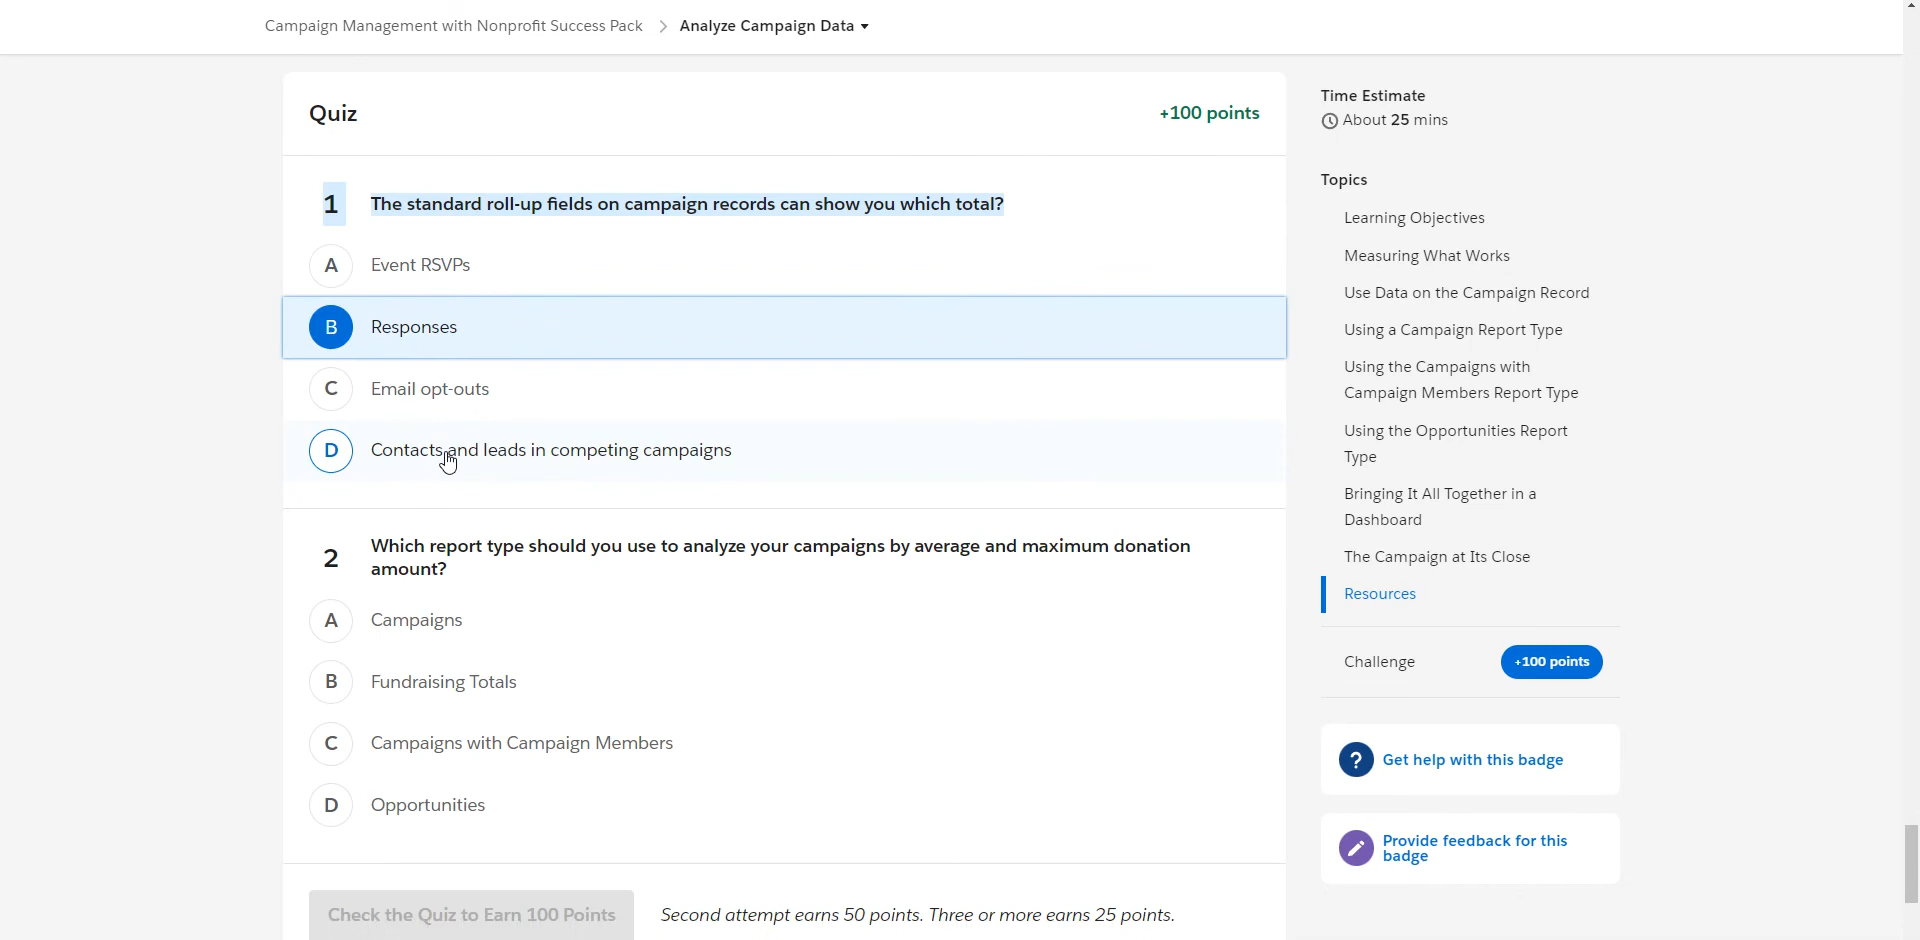 Campaign Management with Nonprofit Success Pack > Analyze Campaign Data
Quiz
+100 points
1 The standard roll-up fields on campaign records can show you which total?
A Event RSVPs
B Responses
C Email opt-outs
D Contacts and leads in competing campaigns
2 Which report type should you use to analyze your campaigns by average and maximum donation
amount?
A Campaigns
B Fundraising Totals
C Campaigns with Campaign Members
D Opportunities
Check the Quiz to Earn 100 Points
Second attempt earns 50 points. Three or more earns 25 points.
Time Estimate
About 25 mins
Topics
Learning Objectives
Measuring What Works
Use Data on the Campaign Record
Using a Campaign Report Type
Using the Campaigns with
Campaign Members Report Type
Using the Opportunities Report
Type
Bringing It All Together in a
Dashboard
The Campaign at Its Close
Resources
Challenge
+100 points
? Get help with this badge
Provide feedback for this
badge